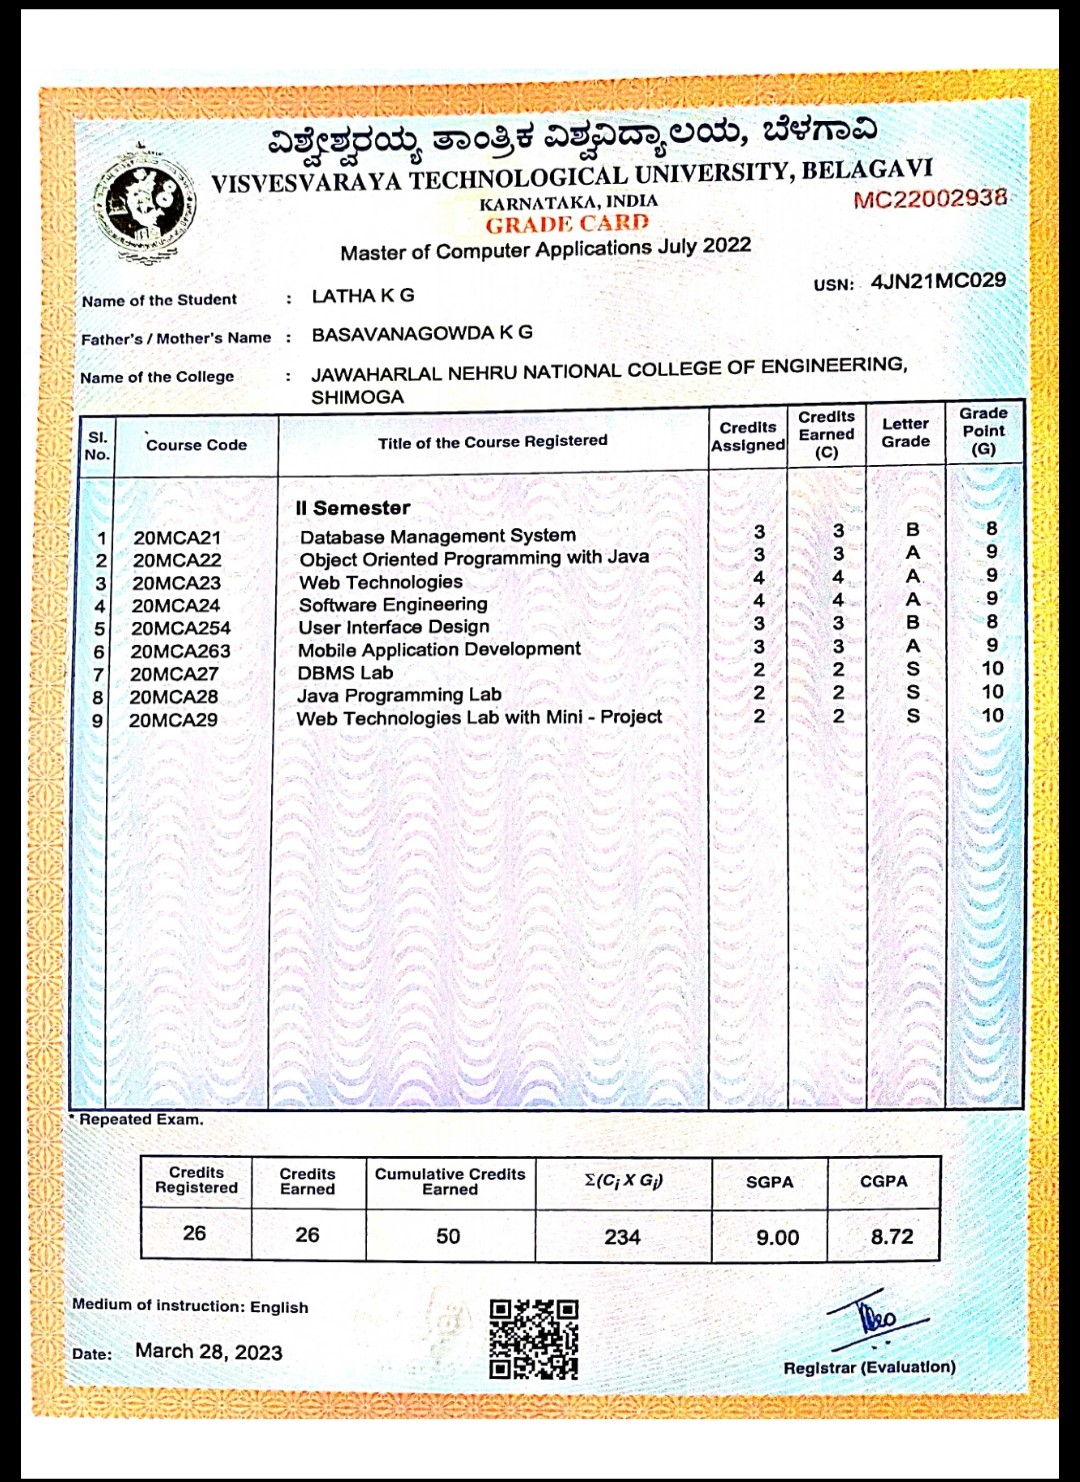 ವಿಶ್ವೇಶ್ವರಯ್ಯ ತಾಂತ್ರಿಕ ವಿಶ್ವವಿದ್ಯಾಲಯ, ಬೆಳಗಾವಿ
VISVESVARAYA TECHNOLOGICAL UNIVERSITY, BELAGAVI
KARNATAKA, INDIA
MC22002938
GRADE CARD
Master of Computer Applications July 2022
USN: 4JN21MC029
Name of the Student : LATHA K G
Father's / Mother's Name : BASAVANAGOWDA K G
Name of the College : JAWAHARLAL NEHRU NATIONAL COLLEGE OF ENGINEERING,
SHIMOGA
Sl. No. Course Code Title of the Course Registered Credits Assigned Credits Earned (C) Letter Grade Grade Point (G)
II Semester
1 20MCA21 Database Management System 3 3 B 8
2 20MCA22 Object Oriented Programming with Java 3 3 A 9
3 20MCA23 Web Technologies 4 4 A 9
4 20MCA24 Software Engineering 4 4 A 9
5 20MCA254 User Interface Design 3 3 B 8
6 20MCA263 Mobile Application Development 3 3 A 9
7 20MCA27 DBMS Lab 2 2 S 10
8 20MCA28 Java Programming Lab 2 2 S 10
9 20MCA29 Web Technologies Lab with Mini - Project 2 2 S 10
* Repeated Exam.
Credits Registered Credits Earned Cumulative Credits Earned Σ(Ci X Gi) SGPA CGPA
26 26 50 234 9.00 8.72
Medium of instruction: English
Date: March 28, 2023
Registrar (Evaluation)